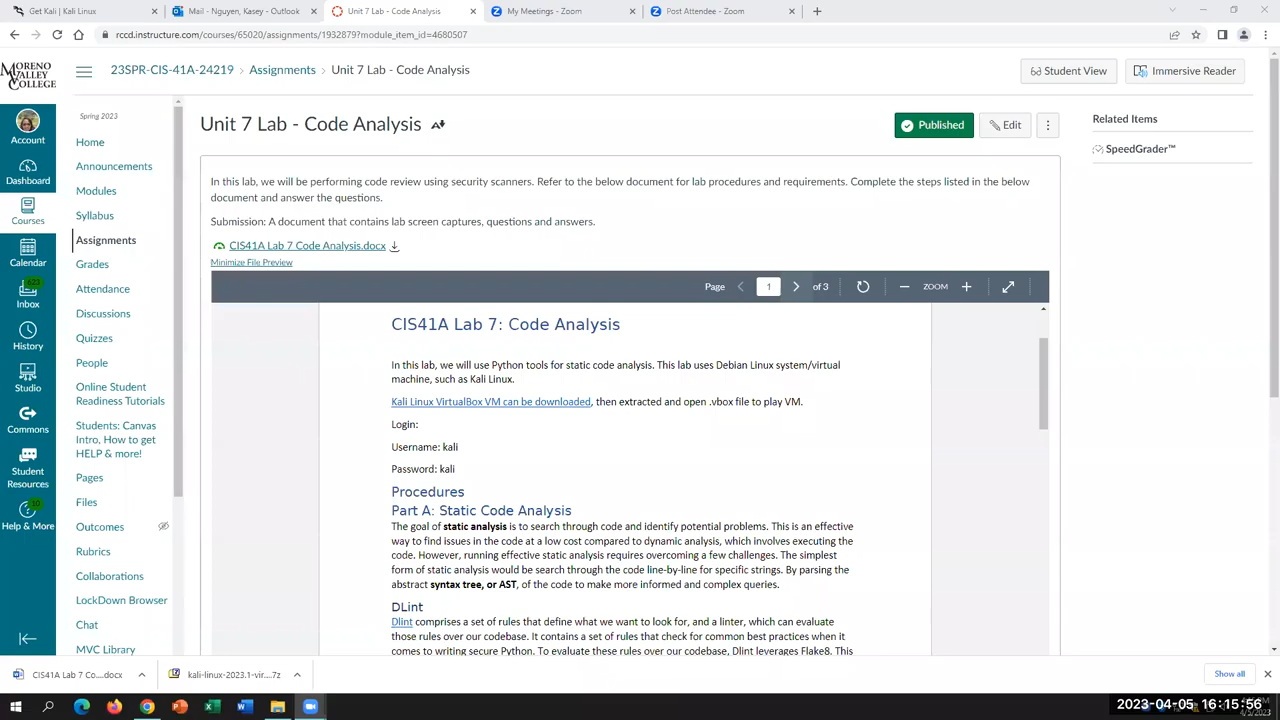 Get Kali | Kali Linux
Mail - Nguyen, Kasey - Outlook
Unit 7 Lab - Code Analysis
My Meetings - Zoom
Post Attendee - Zoom
rccd.instructure.com/courses/65020/assignments/1932879?module_item_id=4680507
MORENO
VALLEY
COLLEGE
23SPR-CIS-41A-24219 › Assignments › Unit 7 Lab - Code Analysis
Student View
Immersive Reader
Account
Dashboard
Courses
Calendar
623
Inbox
History
Studio
Commons
Student
Resources
10
Help & More
Spring 2023
Home
Announcements
Modules
Syllabus
Assignments
Grades
Attendance
Discussions
Quizzes
People
Online Student
Readiness Tutorials
Students: Canvas
Intro, How to get
HELP & more!
Pages
Files
Outcomes
Rubrics
Collaborations
LockDown Browser
Chat
MVC Library
Unit 7 Lab - Code Analysis
Published
Edit
Related Items
SpeedGrader™
In this lab, we will be performing code review using security scanners. Refer to the below document for lab procedures and requirements. Complete the steps listed in the below
document and answer the questions.
Submission: A document that contains lab screen captures, questions and answers.
CIS41A Lab 7 Code Analysis.docx
Minimize File Preview
Page 1 of 3 ZOOM
CIS41A Lab 7: Code Analysis
In this lab, we will use Python tools for static code analysis. This lab uses Debian Linux system/virtual
machine, such as Kali Linux.
Kali Linux VirtualBox VM can be downloaded, then extracted and open .vbox file to play VM.
Login:
Username: kali
Password: kali
Procedures
Part A: Static Code Analysis
The goal of static analysis is to search through code and identify potential problems. This is an effective
way to find issues in the code at a low cost compared to dynamic analysis, which involves executing the
code. However, running effective static analysis requires overcoming a few challenges. The simplest
form of static analysis would be search through the code line-by-line for specific strings. By parsing the
abstract syntax tree, or AST, of the code to make more informed and complex queries.
DLint
Dlint comprises a set of rules that define what we want to look for, and a linter, which can evaluate
those rules over our codebase. It contains a set of rules that check for common best practices when it
comes to writing secure Python. To evaluate these rules over our codebase, Dlint leverages Flake8. This
CIS41A Lab 7 Co....docx
kali-linux-2023.1-vir....7z
Show all
2023-04-05 16:15:56
4/5/2023